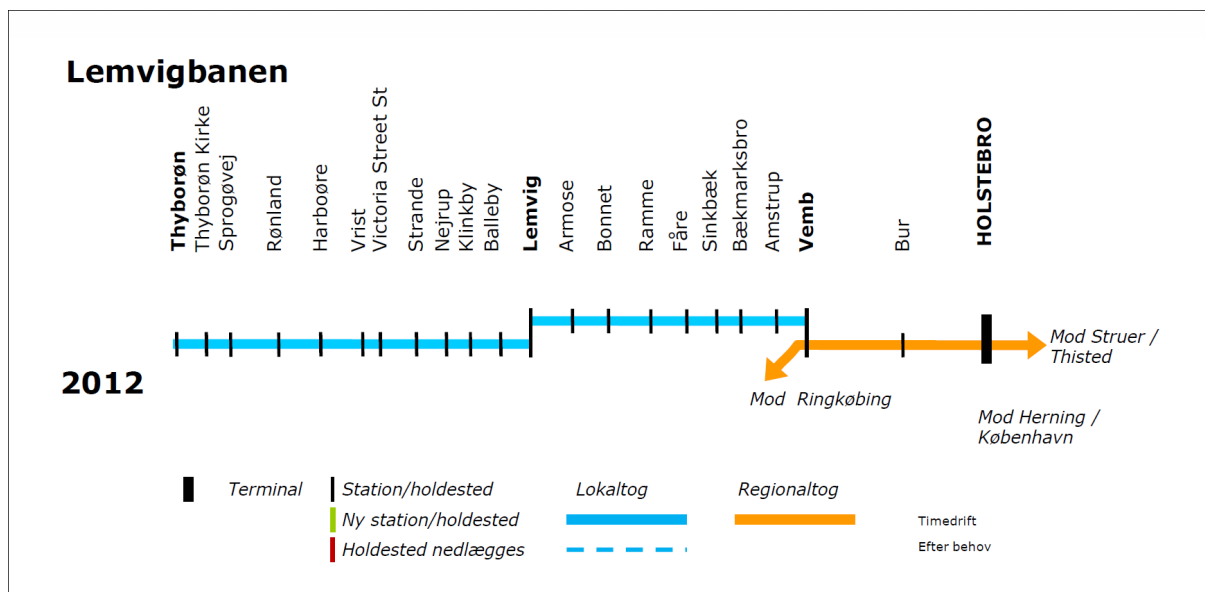 Lemvigbanen
Thyborøn
Thyborøn Kirke
Sprogøvej
Rønland
Harboøre
Vrist
Victoria Street St
Strande
Nejrup
Klinkby
Balleby
Lemvig
Armose
Bonnet
Ramme
Fåre
Sinkbæk
Bækmarksbro
Amstrup
Vemb
Bur
HOLSTEBRO
Mod Struer /
Thisted
2012
Mod Ringkøbing
Mod Herning /
København
Terminal
Station/holdested
Lokaltog
Regionaltog
Ny station/holdested
Timedrift
Holdested nedlægges
Efter behov